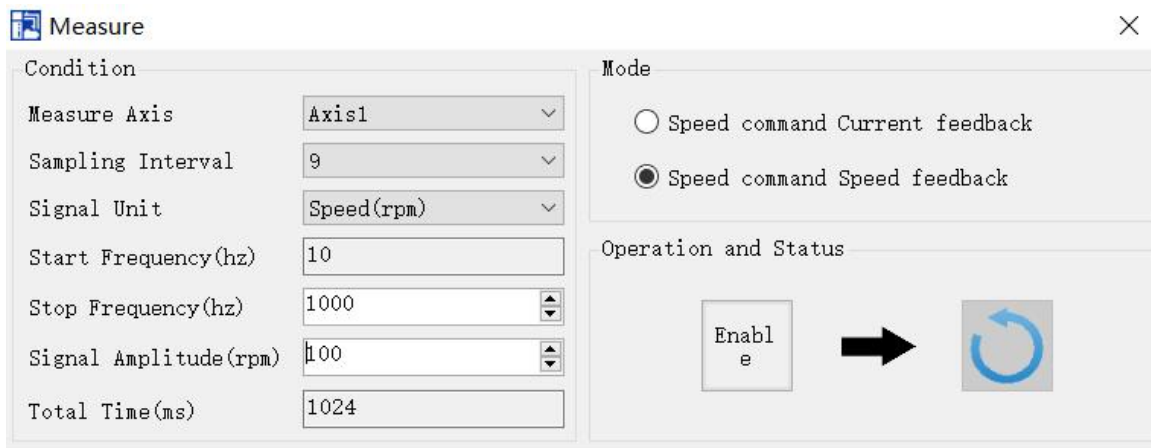 Measure
Condition
Measure Axis
Axis1
Sampling Interval
9
Signal Unit
Speed(rpm)
Start Frequency(hz)
10
Stop Frequency(hz)
1000
Signal Amplitude(rpm)
100
Total Time(ms)
1024
Mode
Speed command Current feedback
Speed command Speed feedback
Operation and Status
Enabl
e